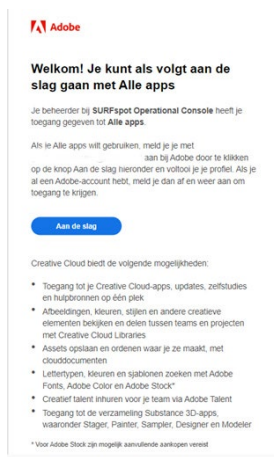 Adobe
Welkom! Je kunt als volgt aan de
slag gaan met Alle apps
Je beheerder bij SURFspot Operational Console heeft je
toegang gegeven tot Alle apps.
Als je Alle apps wilt gebruiken, meld je je met
aan bij Adobe door te klikken
op de knop Aan de slag hieronder en voltooi je je profiel. Als je
al een Adobe-account hebt, meld je dan af en weer aan om
toegang te krijgen.
Aan de slag
Creative Cloud biedt de volgende mogelijkheden:
* Toegang tot je Creative Cloud-apps, updates, zelfstudies
en hulpbronnen op één plek
* Afbeeldingen, kleuren, stijlen en andere creatieve
elementen bekijken en delen tussen teams en projecten
met Creative Cloud Libraries
* Assets opslaan en ordenen waar je ze maakt, met
clouddocumenten
* Lettertypen, kleuren en sjablonen zoeken met Adobe
Fonts, Adobe Color en Adobe Stock*
* Creatief talent inhuren voor je team via Adobe Talent
* Toegang tot de verzameling Substance 3D-apps,
waaronder Stager, Painter, Sampler, Designer en Modeler
* Voor Adobe Stock zijn mogelijk aanvullende aankopen vereist